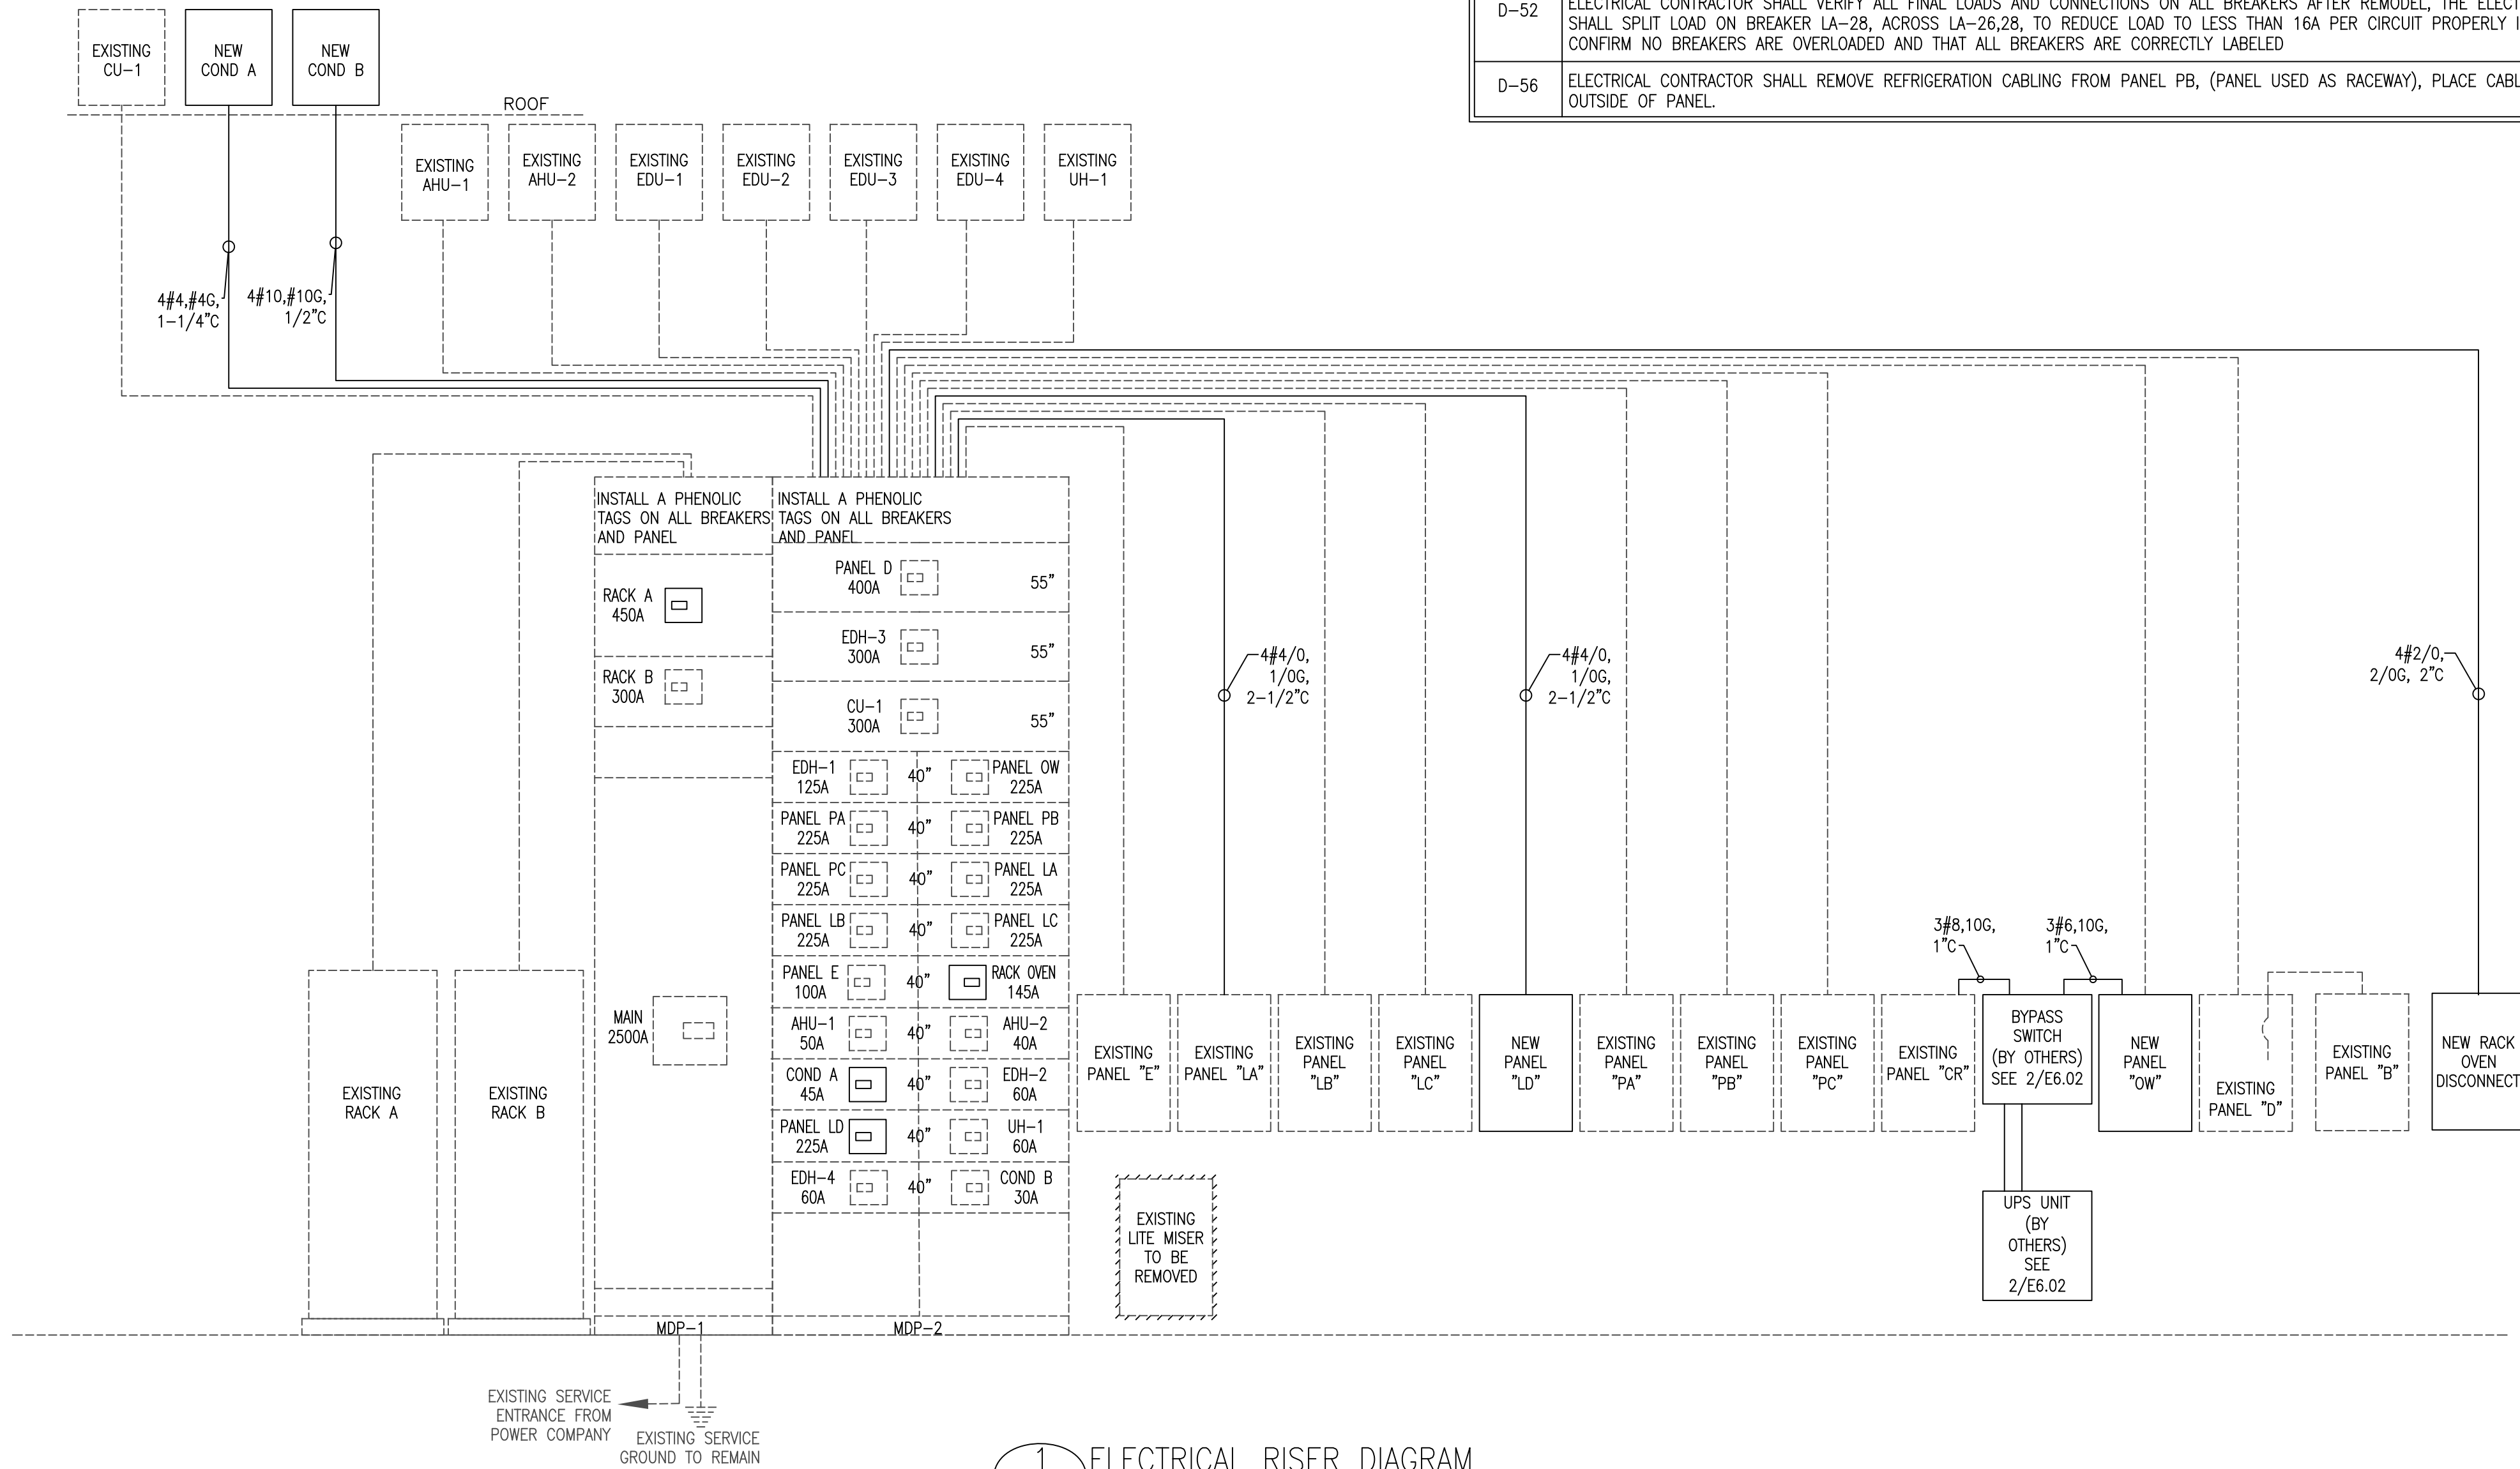 D-52
ELECTRICAL CONTRACTOR SHALL VERIFY ALL FINAL LOADS AND CONNECTIONS ON ALL BREAKERS AFTER REMODEL, THE ELECT
SHALL SPLIT LOAD ON BREAKER LA-28, ACROSS LA-26,28, TO REDUCE LOAD TO LESS THAN 16A PER CIRCUIT PROPERLY
CONFIRM NO BREAKERS ARE OVERLOADED AND THAT ALL BREAKERS ARE CORRECTLY LABELED
D-56
ELECTRICAL CONTRACTOR SHALL REMOVE REFRIGERATION CABLING FROM PANEL PB, (PANEL USED AS RACEWAY), PLACE CABL
OUTSIDE OF PANEL.
EXISTING
CU-1
NEW
COND A
NEW
COND B
ROOF
EXISTING
AHU-1
EXISTING
AHU-2
EXISTING
EDU-1
EXISTING
EDU-2
EXISTING
EDU-3
EXISTING
EDU-4
EXISTING
UH-1
4#4,#4G,
1-1/4"C
4#10,#10G,
1/2"C
INSTALL A PHENOLIC
TAGS ON ALL BREAKERS
AND PANEL
INSTALL A PHENOLIC
TAGS ON ALL BREAKERS
AND PANEL
RACK A
450A
RACK B
300A
MAIN
2500A
PANEL D
400A
55"
EDH-3
300A
55"
CU-1
300A
55"
EDH-1
125A
40"
PANEL OW
225A
PANEL PA
225A
40"
PANEL PB
225A
PANEL PC
225A
40"
PANEL LA
225A
PANEL LB
225A
40"
PANEL LC
225A
PANEL E
100A
40"
RACK OVEN
145A
AHU-1
50A
40"
AHU-2
40A
COND A
45A
40"
EDH-2
60A
PANEL LD
225A
40"
UH-1
60A
EDH-4
60A
40"
COND B
30A
MDP-1
MDP-2
4#4/0,
1/0G,
2-1/2"C
4#4/0,
1/0G,
2-1/2"C
4#2/0,
2/0G, 2"C
3#8,10G,
1"C
3#6,10G,
1"C
EXISTING
RACK A
EXISTING
RACK B
EXISTING
PANEL "E"
EXISTING
PANEL "LA"
EXISTING
PANEL
"LB"
EXISTING
PANEL
"LC"
NEW
PANEL
"LD"
EXISTING
PANEL
"PA"
EXISTING
PANEL
"PB"
EXISTING
PANEL
"PC"
EXISTING
PANEL "CR"
BYPASS
SWITCH
(BY OTHERS)
SEE 2/E6.02
NEW
PANEL
"OW"
EXISTING
PANEL "D"
EXISTING
PANEL "B"
NEW RACK
OVEN
DISCONNECT
EXISTING
LITE MISER
TO BE
REMOVED
UPS UNIT
(BY
OTHERS)
SEE
2/E6.02
EXISTING SERVICE
ENTRANCE FROM
POWER COMPANY
EXISTING SERVICE
GROUND TO REMAIN
1
ELECTRICAL RISER DIAGRAM